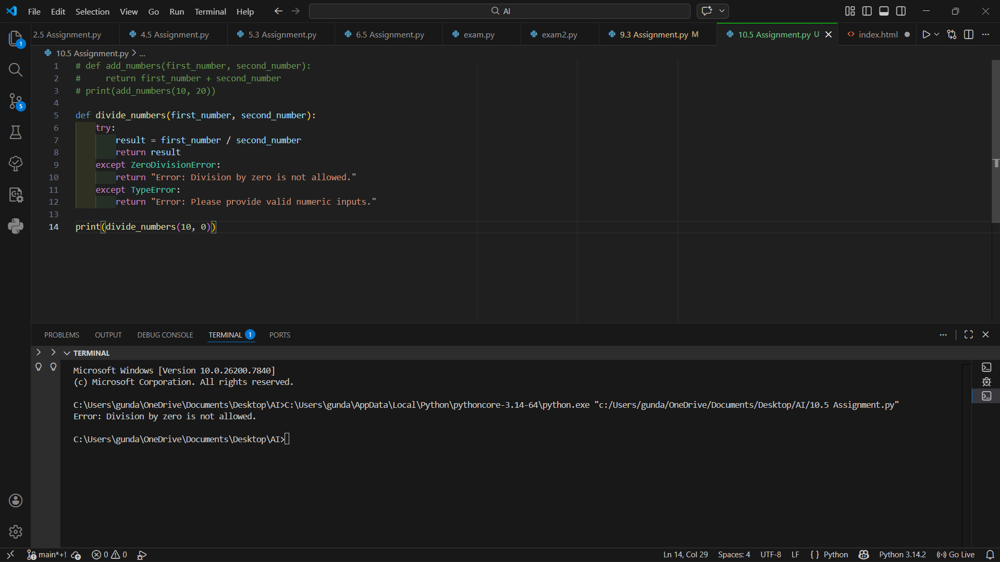 File Edit Selection View Go Run Terminal Help
AI
2.5 Assignment.py
4.5 Assignment.py
5.3 Assignment.py
6.5 Assignment.py
exam.py
exam2.py
9.3 Assignment.py M
10.5 Assignment.py U
index.html
10.5 Assignment.py > ...
1 # def add_numbers(first_number, second_number):
2 #     return first_number + second_number
3 # print(add_numbers(10, 20))
4
5 def divide_numbers(first_number, second_number):
6     try:
7         result = first_number / second_number
8         return result
9     except ZeroDivisionError:
10         return "Error: Division by zero is not allowed."
11     except TypeError:
12         return "Error: Please provide valid numeric inputs."
13
14 print(divide_numbers(10, 0))
1
5
PROBLEMS OUTPUT DEBUG CONSOLE TERMINAL 1 PORTS
TERMINAL
Microsoft Windows [Version 10.0.26200.7840]
(c) Microsoft Corporation. All rights reserved.
C:\Users\gunda\OneDrive\Documents\Desktop\AI>C:\Users\gunda\AppData\Local\Python\pythoncore-3.14-64\python.exe "c:/Users/gunda/OneDrive/Documents/Desktop/AI/10.5 Assignment.py"
Error: Division by zero is not allowed.
C:\Users\gunda\OneDrive\Documents\Desktop\AI>
main*+! 0 0 Ln 14, Col 29 Spaces: 4 UTF-8 LF {} Python Python 3.14.2 Go Live